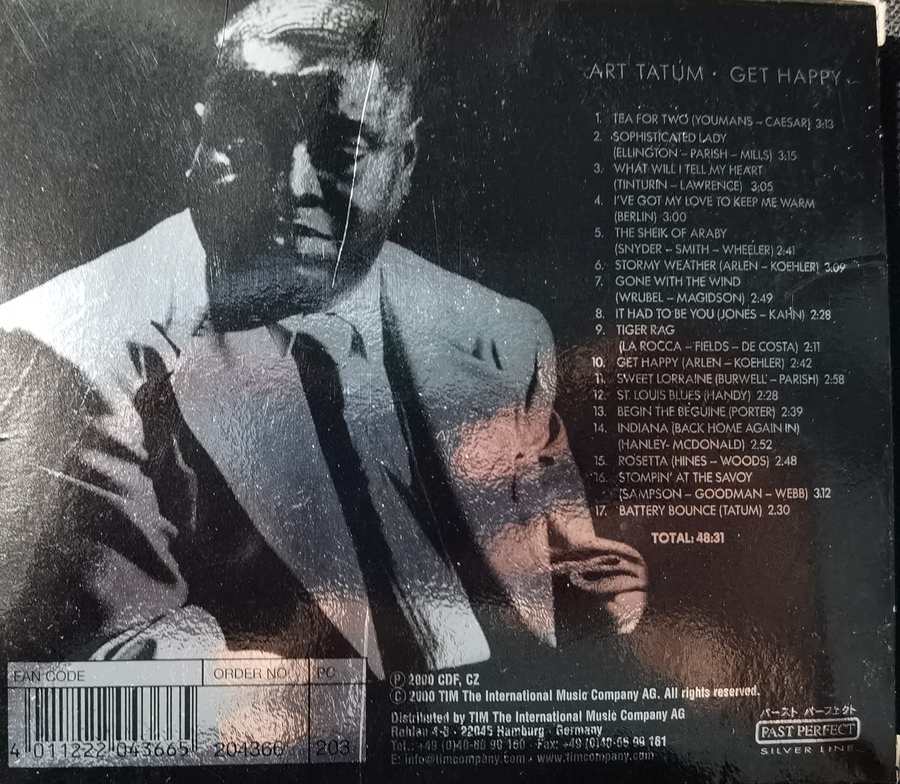 ART TATUM · GET HAPPY
1. TEA FOR TWO (YOUMANS – CAESAR) 3:13
2. SOPHISTICATED LADY
(ELLINGTON – PARISH – MILLS) 3:15
3. WHAT WILL I TELL MY HEART
(TINTURIN – LAWRENCE) 3:05
4. I'VE GOT MY LOVE TO KEEP ME WARM
(BERLIN) 3:00
5. THE SHEIK OF ARABY
(SNYDER – SMITH – WHEELER) 2:41
6. STORMY WEATHER (ARLEN – KOEHLER) 3:09
7. GONE WITH THE WIND
(WRUBEL – MAGIDSON) 2:49
8. IT HAD TO BE YOU (JONES – KAHN) 2:28
9. TIGER RAG
(LA ROCCA – FIELDS – DE COSTA) 2:11
10. GET HAPPY (ARLEN – KOEHLER) 2:42
11. SWEET LORRAINE (BURWELL – PARISH) 2:58
12. ST. LOUIS BLUES (HANDY) 2:28
13. BEGIN THE BEGUINE (PORTER) 2:39
14. INDIANA (BACK HOME AGAIN IN)
(HANLEY- MCDONALD) 2:52
15. ROSETTA (HINES – WOODS) 2:48
16. STOMPIN' AT THE SAVOY
(SAMPSON – GOODMAN – WEBB) 3:12
17. BATTERY BOUNCE (TATUM) 2:30
TOTAL: 48:31
EAN CODE
ORDER NO.
PC
4 011222 043665
204366
203
℗ 2000 CDF, CZ
© 2000 TIM The International Music Company AG. All rights reserved.
Distributed by TIM The International Music Company AG
22045 Hamburg · Germany
E: info@timcompany.com · www.timcompany.com
パースト パーフェクト
PAST PERFECT
SILVER LINE